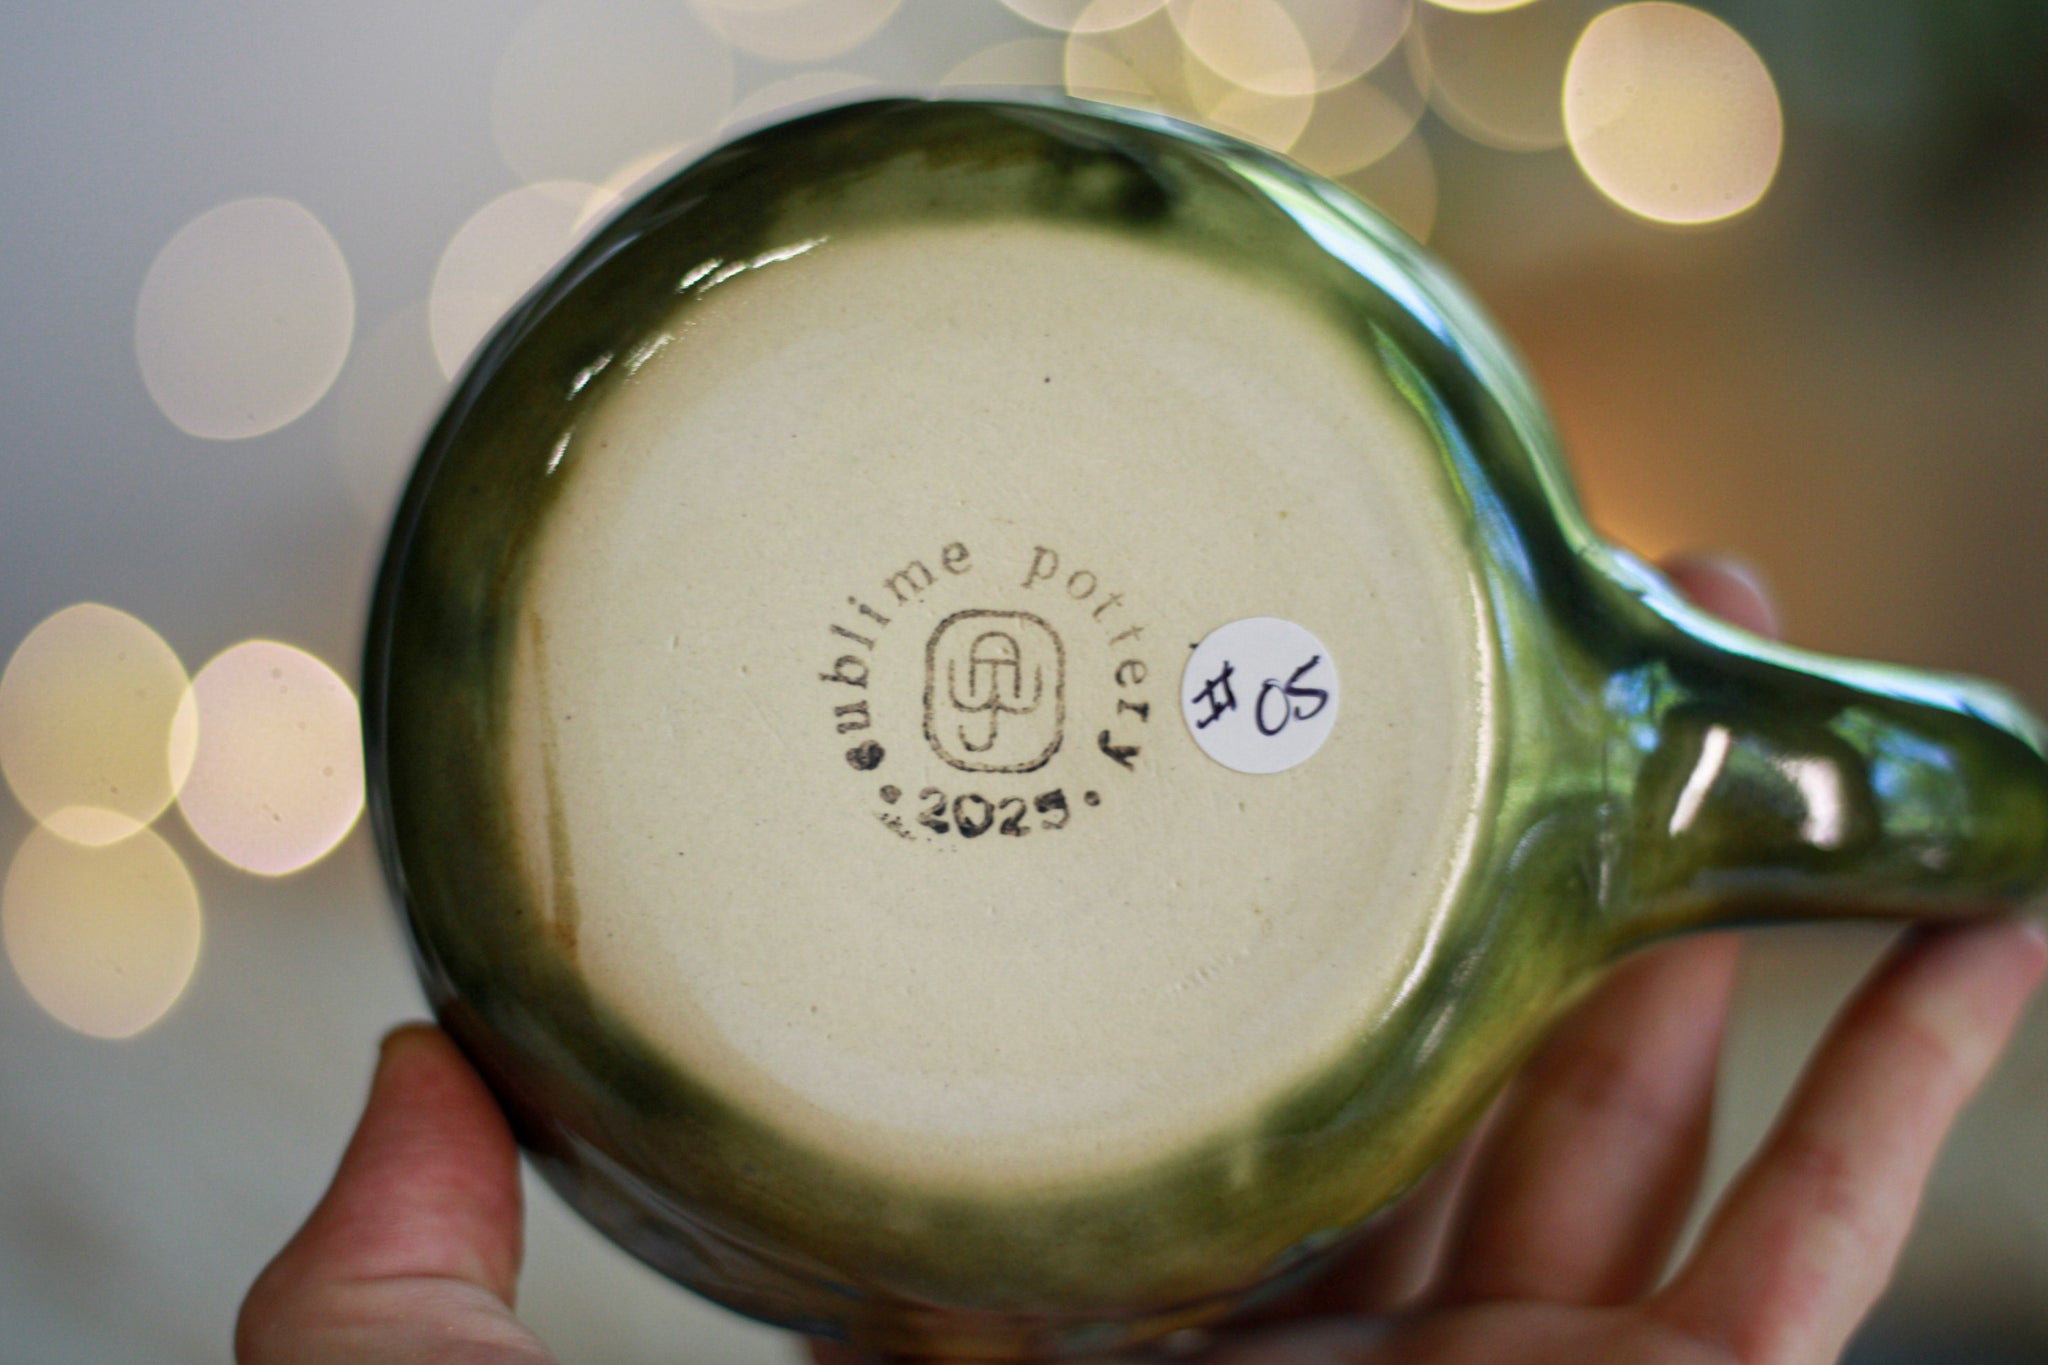 sublime pottery
• 2025 •
# 05